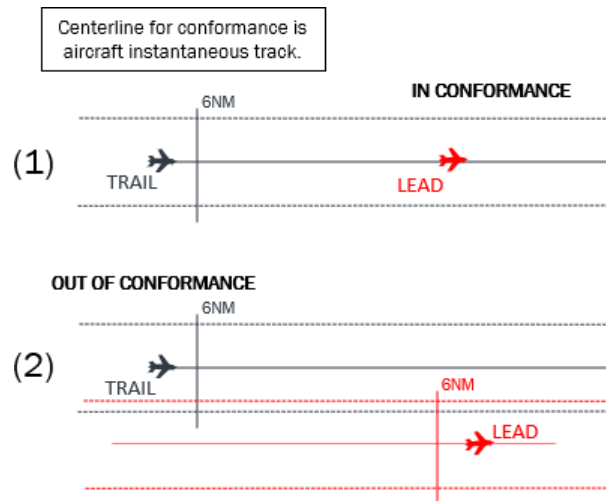 Centerline for conformance is
aircraft instantaneous track.
6NM
IN CONFORMANCE
(1)
TRAIL
LEAD
OUT OF CONFORMANCE
6NM
(2)
TRAIL
6NM
LEAD